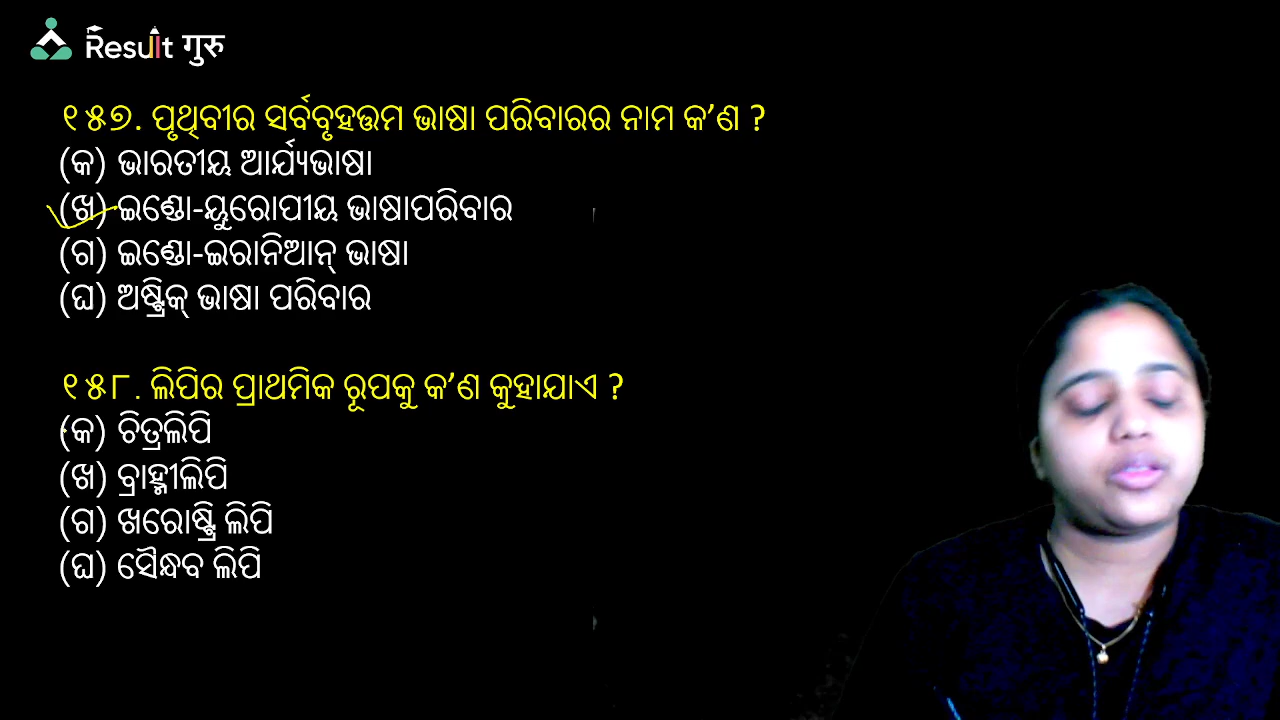 Result गुरु
୧୫୭. ପୃଥିବୀର ସର୍ବବୃହତ୍ତମ ଭାଷା ପରିବାରର ନାମ କ’ଣ ?
(କ) ଭାରତୀୟ ଆର୍ଯ୍ୟଭାଷା
(ଖ) ଇଣ୍ଡୋ-ୟୁରୋପୀୟ ଭାଷାପରିବାର
(ଗ) ଇଣ୍ଡୋ-ଇରାନିଆନ୍ ଭାଷା
(ଘ) ଅଷ୍ଟ୍ରିକ୍ ଭାଷା ପରିବାର
୧୫୮. ଲିପିର ପ୍ରାଥମିକ ରୂପକୁ କ’ଣ କୁହାଯାଏ ?
(କ) ଚିତ୍ରଲିପି
(ଖ) ବ୍ରାହ୍ମୀଲିପି
(ଗ) ଖରୋଷ୍ଟ୍ରି ଲିପି
(ଘ) ସୈନ୍ଧବ ଲିପି